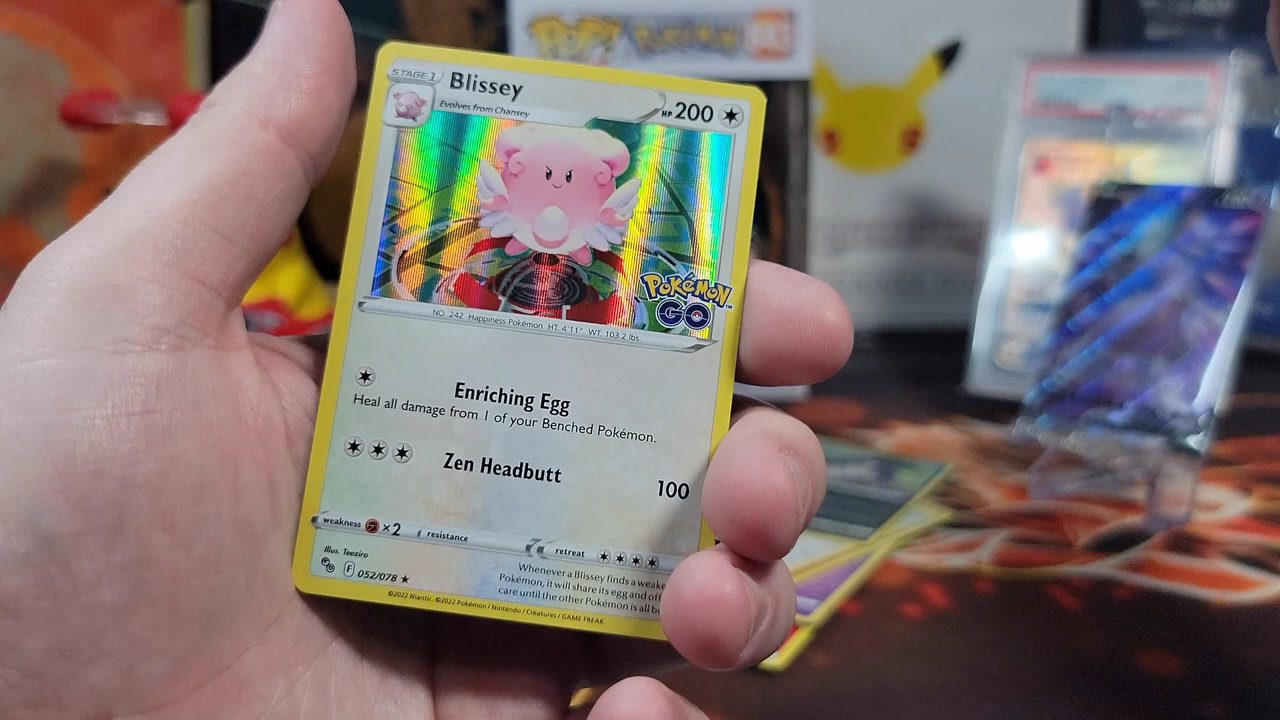 POP! Pokémon
STAGE 1
Blissey
Evolves from Chansey
HP 200
Pokémon
GO
NO. 242 Happiness Pokémon HT: 4'11" WT: 103.2 lbs.
Enriching Egg
Heal all damage from 1 of your Benched Pokémon.
Zen Headbutt
100
weakness ×2 resistance retreat
Illus. Teeziro
F 052/078 ★
Whenever a Blissey finds a
Pokémon, it will share its egg and
care until the other Pokémon is all
©2022 Niantic. ©2022 Pokémon / Nintendo / Creatures / GAME FREAK.